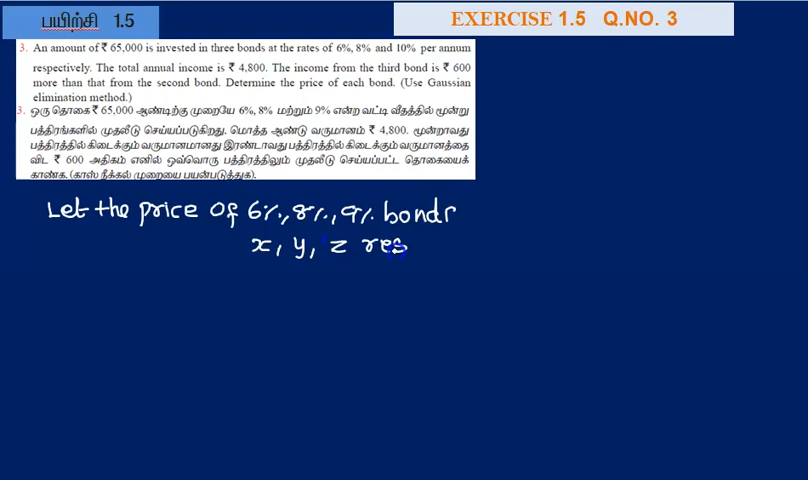 பயிற்சி 1.5
EXERCISE 1.5 Q.NO. 3
3. An amount of ₹ 65,000 is invested in three bonds at the rates of 6%, 8% and 10% per annum
respectively. The total annual income is ₹ 4,800. The income from the third bond is ₹ 600
more than that from the second bond. Determine the price of each bond. (Use Gaussian
elimination method.)
3. ஒரு தொகை ₹ 65,000 ஆண்டிற்கு முறையே 6%, 8% மற்றும் 9% என்ற வட்டி வீதத்தில் மூன்று
பத்திரங்களில் முதலீடு செய்யப்படுகிறது. மொத்த ஆண்டு வருமானம் ₹ 4,800. மூன்றாவது
பத்திரத்தில் கிடைக்கும் வருமானமானது இரண்டாவது பத்திரத்தில் கிடைக்கும் வருமானத்தை
விட ₹ 600 அதிகம் எனில் ஒவ்வொரு பத்திரத்திலும் முதலீடு செய்யப்பட்ட தொகையைக்
காண்க. (காஸ் நீக்கல் முறையை பயன்படுத்துக).
Let the price of 6%, 8%, 9% bonds
x, y, z res